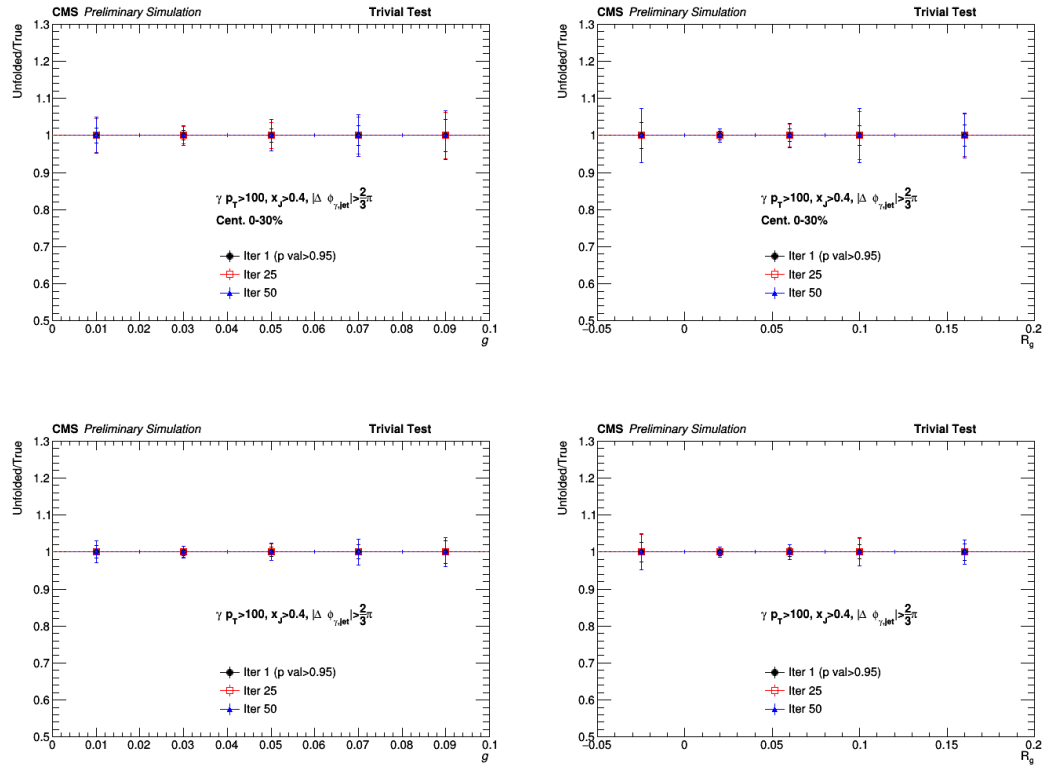 CMS Preliminary Simulation Trivial Test
Unfolded/True
1.3
1.2
1.1
1
0.9
0.8
0.7
0.6
0.5
γ p_T>100, x_J>0.4, |Δ ϕ_γ,jet|>2/3π
Cent. 0-30%
Iter 1 (p val>0.95)
Iter 25
Iter 50
0 0.01 0.02 0.03 0.04 0.05 0.06 0.07 0.08 0.09 0.1
g
CMS Preliminary Simulation Trivial Test
Unfolded/True
1.3
1.2
1.1
1
0.9
0.8
0.7
0.6
0.5
γ p_T>100, x_J>0.4, |Δ ϕ_γ,jet|>2/3π
Cent. 0-30%
Iter 1 (p val>0.95)
Iter 25
Iter 50
−0.05 0 0.05 0.1 0.15 0.2
R_g
CMS Preliminary Simulation Trivial Test
Unfolded/True
1.3
1.2
1.1
1
0.9
0.8
0.7
0.6
0.5
γ p_T>100, x_J>0.4, |Δ ϕ_γ,jet|>2/3π
Iter 1 (p val>0.95)
Iter 25
Iter 50
0 0.01 0.02 0.03 0.04 0.05 0.06 0.07 0.08 0.09 0.1
g
CMS Preliminary Simulation Trivial Test
Unfolded/True
1.3
1.2
1.1
1
0.9
0.8
0.7
0.6
0.5
γ p_T>100, x_J>0.4, |Δ ϕ_γ,jet|>2/3π
Iter 1 (p val>0.95)
Iter 25
Iter 50
−0.05 0 0.05 0.1 0.15 0.2
R_g